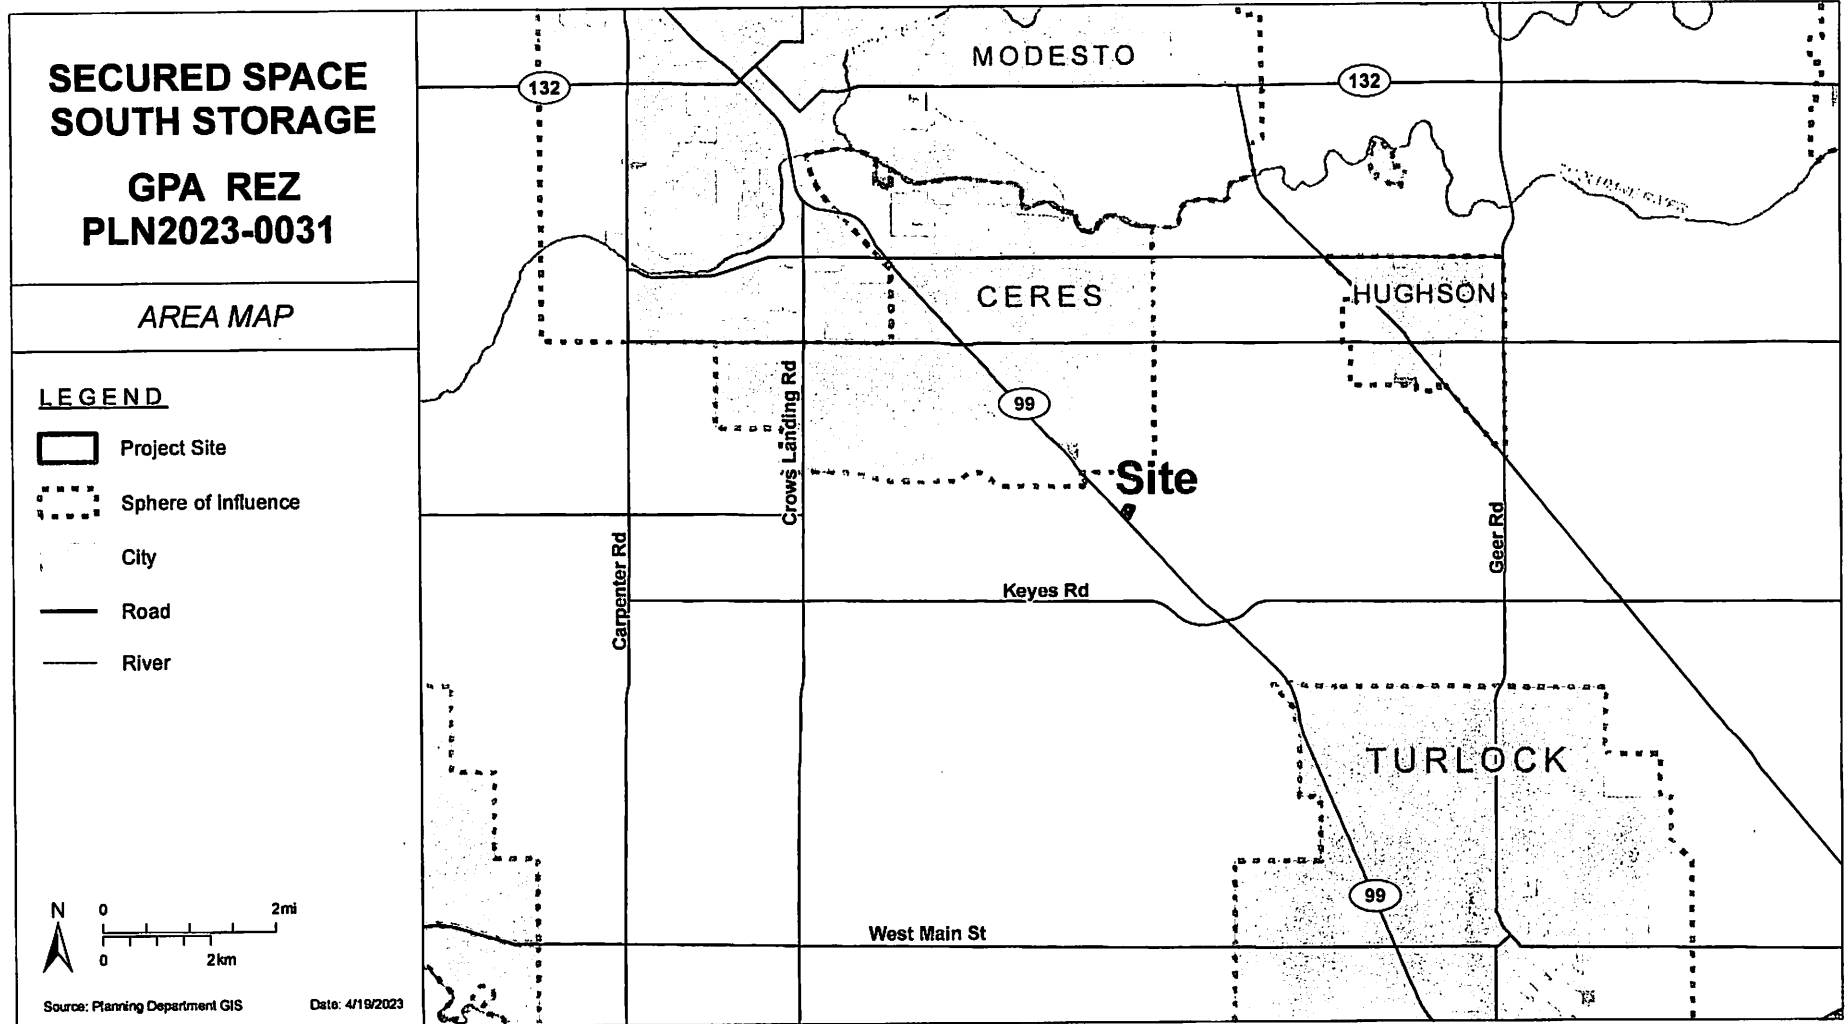 SECURED SPACE
SOUTH STORAGE
GPA REZ
PLN2023-0031
AREA MAP
LEGEND
Project Site
Sphere of Influence
City
Road
River
N
0 2mi
0 2km
Source: Planning Department GIS Date: 4/19/2023
MODESTO
132
132
CERES
HUGHSON
Crows Landing Rd
99
Site
Carpenter Rd
Geer Rd
Keyes Rd
TURLOCK
99
West Main St